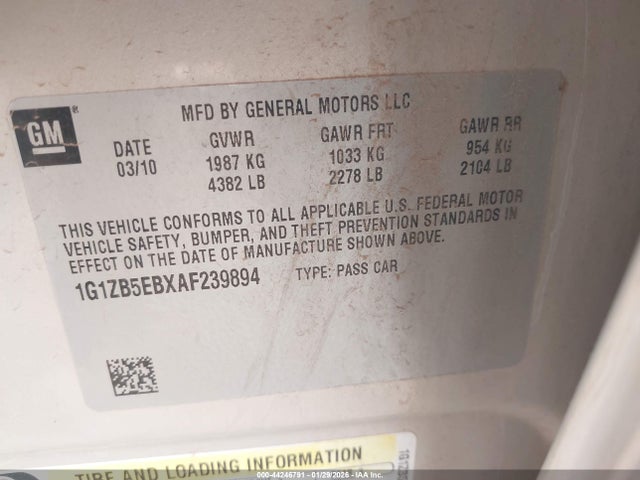 GM ®
MFD BY GENERAL MOTORS LLC
DATE GVWR GAWR FRT GAWR RR
03/10 1987 KG 1033 KG 954 KG
4382 LB 2278 LB 2104 LB
THIS VEHICLE CONFORMS TO ALL APPLICABLE U.S. FEDERAL MOTOR
VEHICLE SAFETY, BUMPER, AND THEFT PREVENTION STANDARDS IN
EFFECT ON THE DATE OF MANUFACTURE SHOWN ABOVE.
1G1ZB5EBXAF239894 TYPE: PASS CAR
TIRE AND LOADING INFORMATION
000-44246791 - 01/29/2026 - IAA Inc.